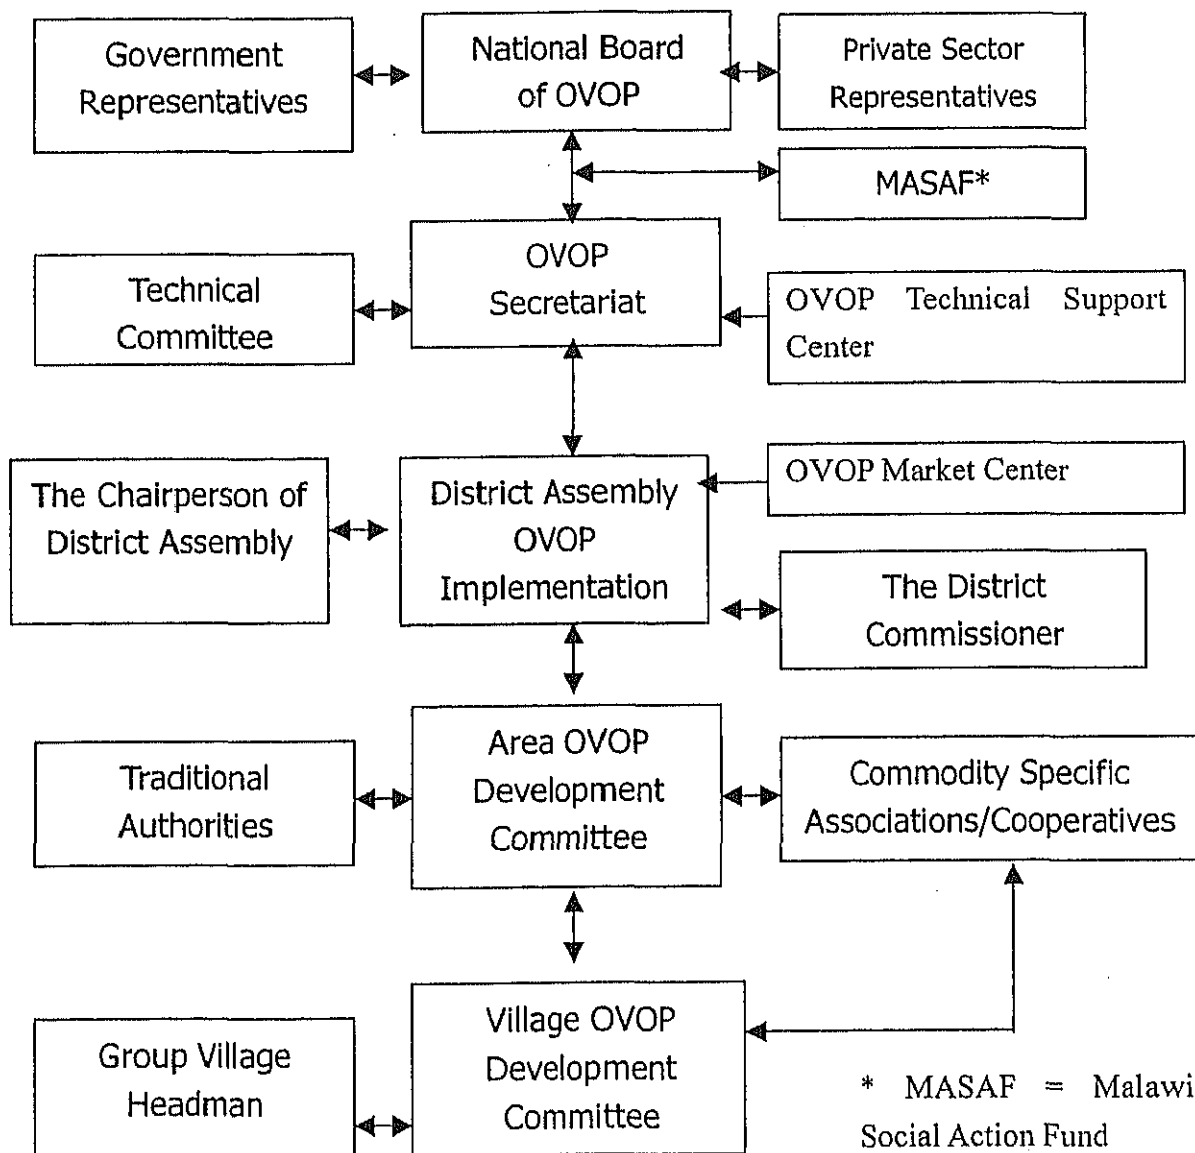 Government
Representatives
National Board
of OVOP
Private Sector
Representatives
MASAF*
OVOP
Secretariat
Technical
Committee
OVOP Technical Support
Center
The Chairperson of
District Assembly
District Assembly
OVOP
Implementation
OVOP Market Center
The District
Commissioner
Traditional
Authorities
Area OVOP
Development
Committee
Commodity Specific
Associations/Cooperatives
Group Village
Headman
Village OVOP
Development
Committee
* MASAF = Malawi
Social Action Fund